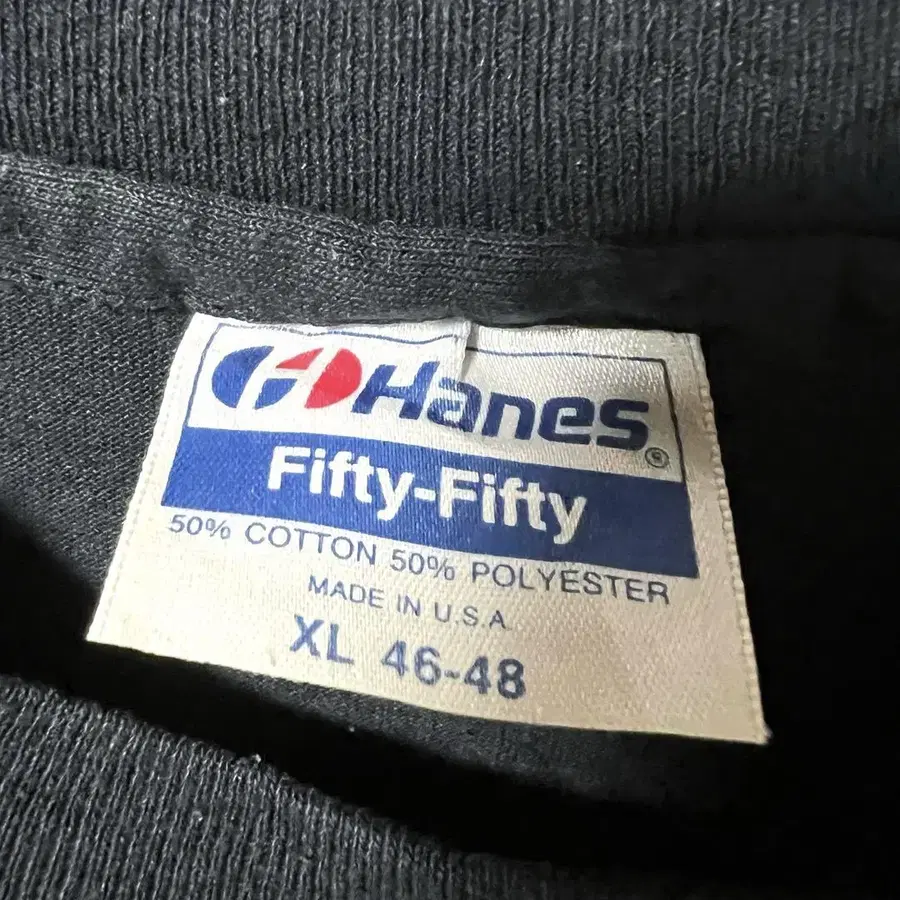 Hanes®
Fifty-Fifty
50% COTTON 50% POLYESTER
MADE IN U.S.A
XL 46-48